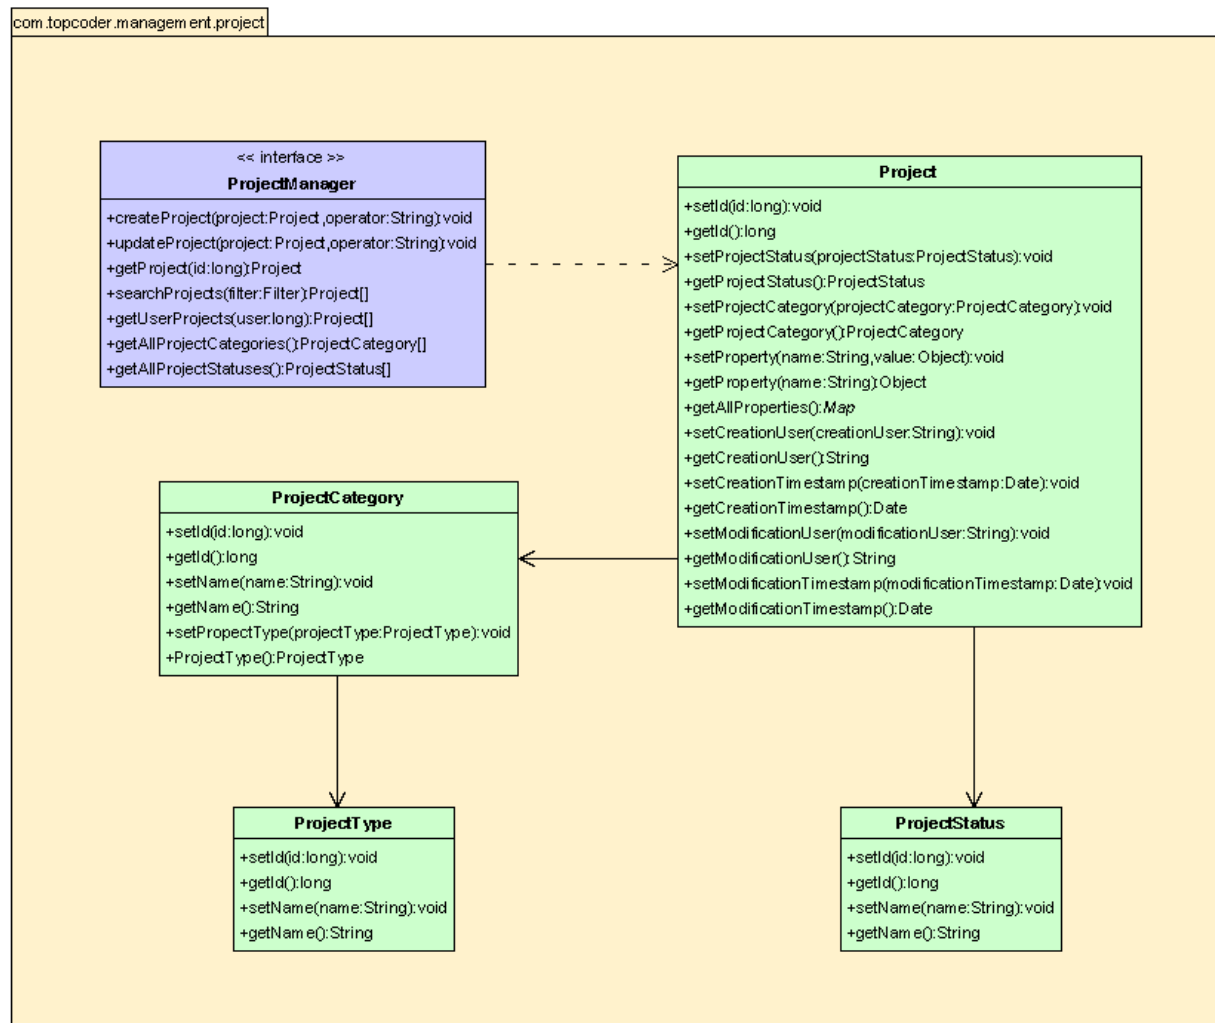 com.topcoder.management.project
<< interface >>
ProjectManager
+createProject(project:Project,operator:String):void
+updateProject(project:Project,operator:String):void
+getProject(id:long):Project
+searchProjects(filter:Filter):Project[]
+getUserProjects(user:long):Project[]
+getAllProjectCategories():ProjectCategory[]
+getAllProjectStatuses():ProjectStatus[]
Project
+setId(id:long):void
+getId():long
+setProjectStatus(projectStatus:ProjectStatus):void
+getProjectStatus():ProjectStatus
+setProjectCategory(projectCategory:ProjectCategory):void
+getProjectCategory():ProjectCategory
+setProperty(name:String,value:Object):void
+getProperty(name:String):Object
+getAllProperties():Map
+setCreationUser(creationUser:String):void
+getCreationUser():String
+setCreationTimestamp(creationTimestamp:Date):void
+getCreationTimestamp():Date
+setModificationUser(modificationUser:String):void
+getModificationUser():String
+setModificationTimestamp(modificationTimestamp:Date):void
+getModificationTimestamp():Date
ProjectCategory
+setId(id:long):void
+getId():long
+setName(name:String):void
+getName():String
+setPropectType(projectType:ProjectType):void
+ProjectType():ProjectType
ProjectType
+setId(id:long):void
+getId():long
+setName(name:String):void
+getName():String
ProjectStatus
+setId(id:long):void
+getId():long
+setName(name:String):void
+getName():String